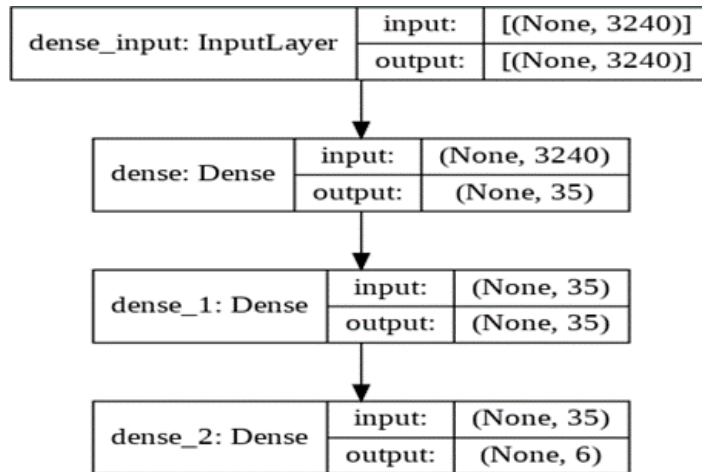 dense_input: InputLayer
input: [(None, 3240)]
output: [(None, 3240)]
dense: Dense
input: (None, 3240)
output: (None, 35)
dense_1: Dense
input: (None, 35)
output: (None, 35)
dense_2: Dense
input: (None, 35)
output: (None, 6)